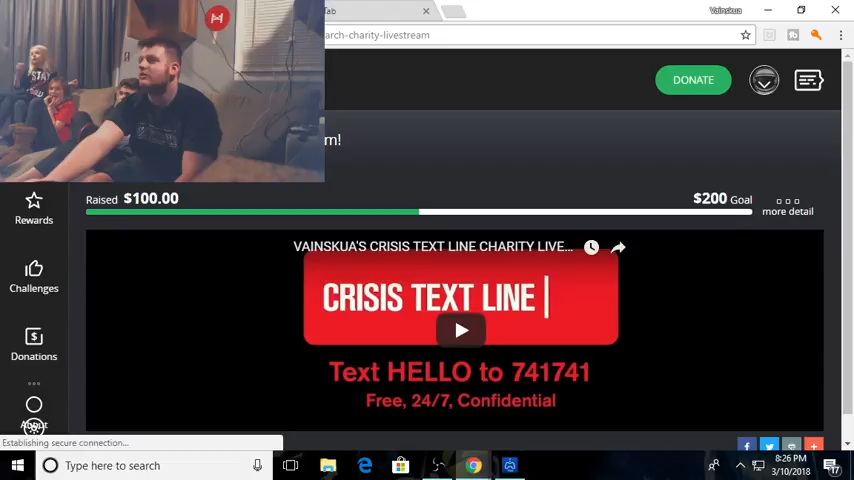 Tab
Vainskua
arch-charity-livestream
DONATE
m!
Raised $100.00
$200 Goal
more detail
Rewards
Challenges
Donations
About
VAINSKUA'S CRISIS TEXT LINE CHARITY LIVE...
CRISIS TEXT LINE |
Text HELLO to 741741
Free, 24/7, Confidential
Establishing secure connection...
Type here to search
8:26 PM
3/10/2018
17